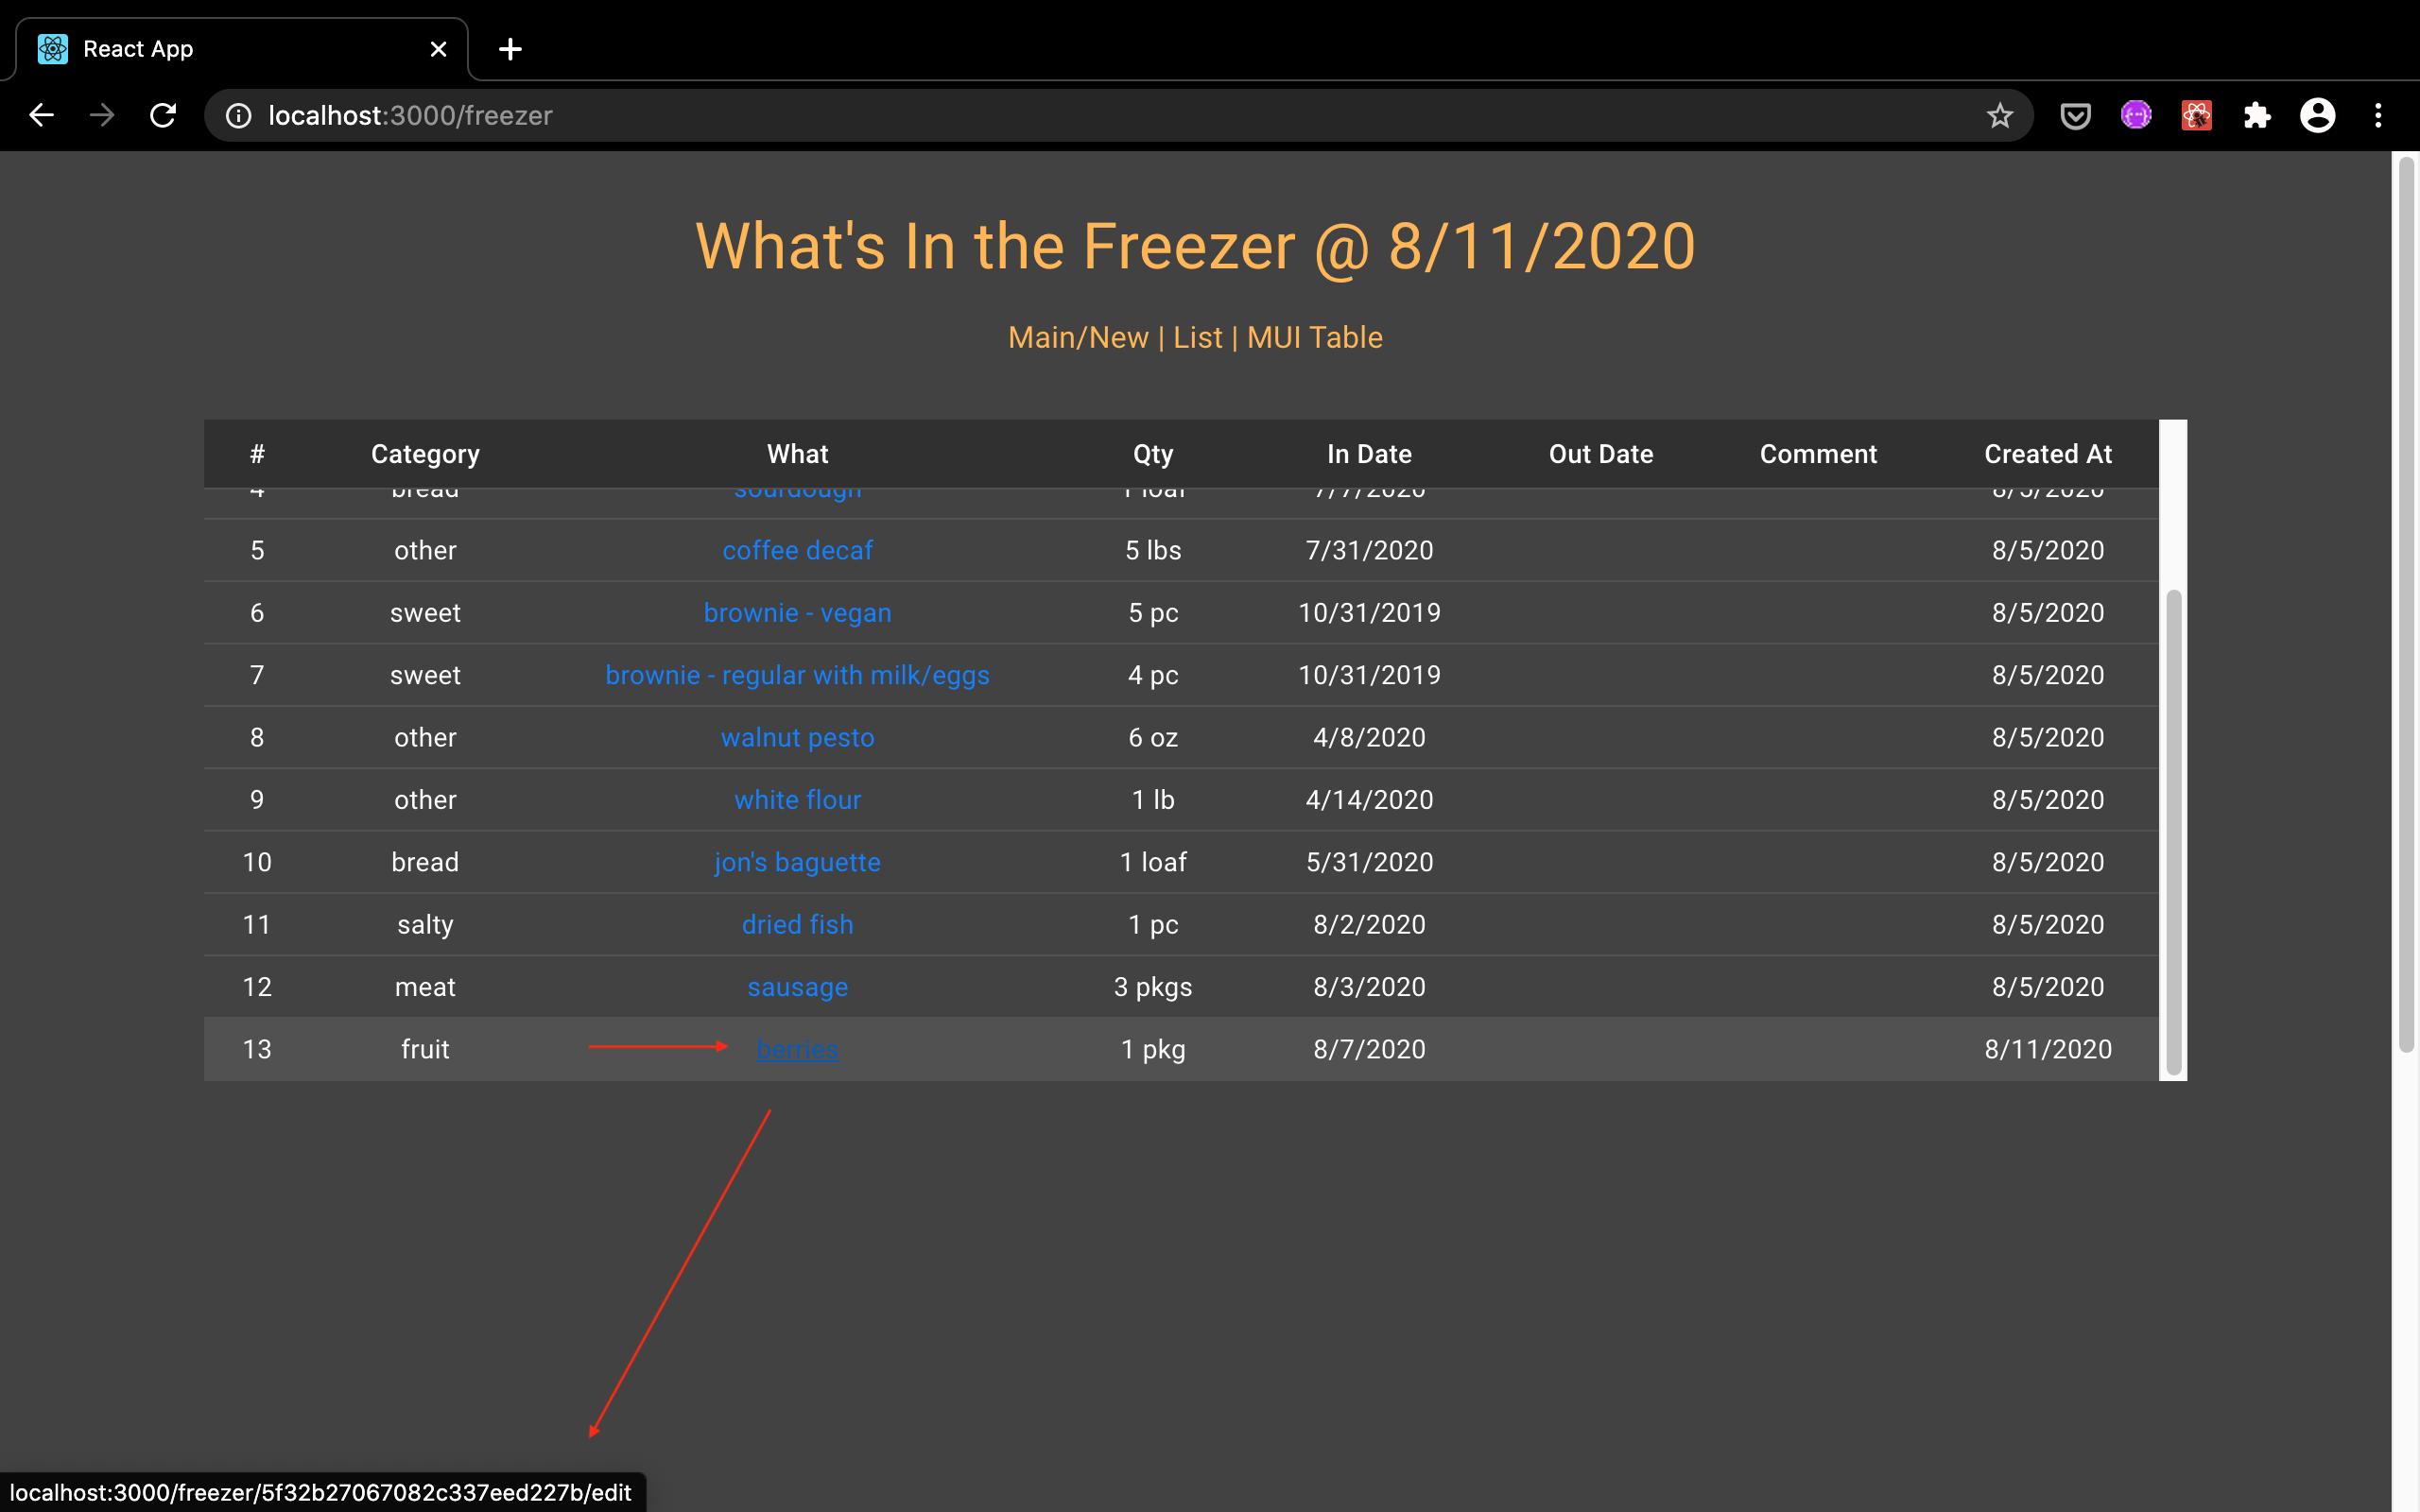 React App
localhost:3000/freezer
What's In the Freezer @ 8/11/2020
Main/New | List | MUI Table
# Category What Qty In Date Out Date Comment Created At
4 bread sourdough 1 loaf 7/7/2020 8/5/2020
5 other coffee decaf 5 lbs 7/31/2020 8/5/2020
6 sweet brownie - vegan 5 pc 10/31/2019 8/5/2020
7 sweet brownie - regular with milk/eggs 4 pc 10/31/2019 8/5/2020
8 other walnut pesto 6 oz 4/8/2020 8/5/2020
9 other white flour 1 lb 4/14/2020 8/5/2020
10 bread jon's baguette 1 loaf 5/31/2020 8/5/2020
11 salty dried fish 1 pc 8/2/2020 8/5/2020
12 meat sausage 3 pkgs 8/3/2020 8/5/2020
13 fruit berries 1 pkg 8/7/2020 8/11/2020
localhost:3000/freezer/5f32b27067082c337eed227b/edit